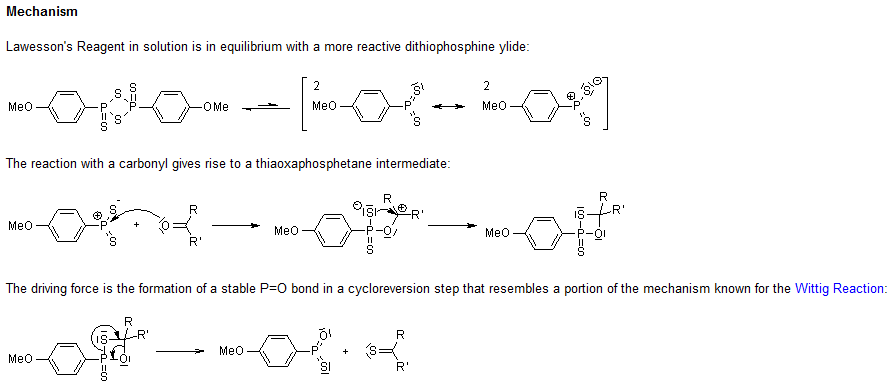 Mechanism
Lawesson's Reagent in solution is in equilibrium with a more reactive dithiophosphine ylide:
MeO P S S S P S OMe 2 MeO P S S 2 MeO P ⊕ S ⊖ S
The reaction with a carbonyl gives rise to a thiaoxaphosphetane intermediate:
MeO P ⊕ S - S + O R R' MeO P ⊖ S S O ⊕ R R' MeO P S S O R R'
The driving force is the formation of a stable P=O bond in a cycloreversion step that resembles a portion of the mechanism known for the Wittig Reaction:
MeO P S S O R R' MeO P O S + S R R'